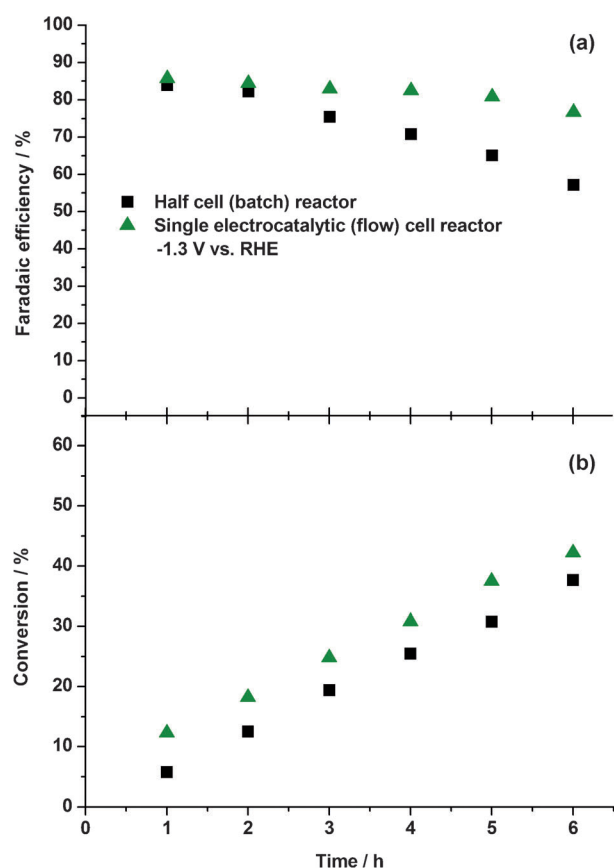 100
(a)
90
80
70
60
Half cell (batch) reactor
50
Single electrocatalytic (flow) cell reactor
-1.3 V vs. RHE
40
30
20
10
0
Faradaic efficiency / %
60
(b)
50
40
30
20
10
0
Conversion / %
0 1 2 3 4 5 6
Time / h